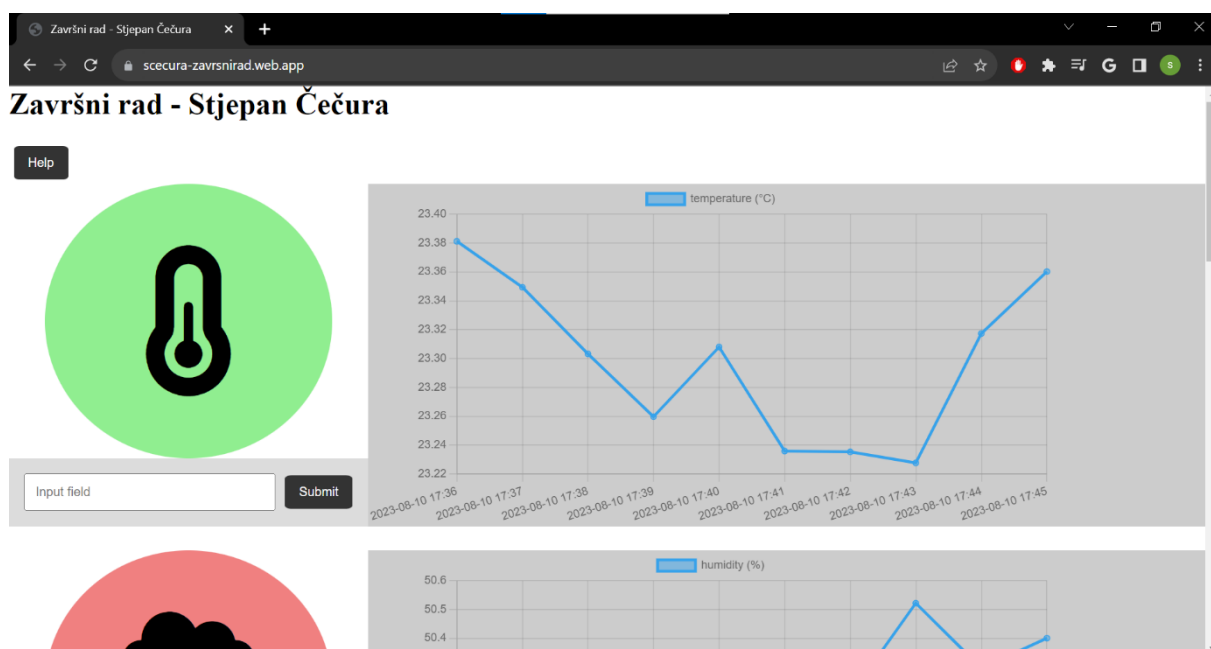 Završni rad - Stjepan Čečura
scecura-zavrsnirad.web.app
Završni rad - Stjepan Čečura
Help
temperature (°C)
23.40
23.38
23.36
23.34
23.32
23.30
23.28
23.26
23.24
23.22
2023-08-10 17:36
2023-08-10 17:37
2023-08-10 17:38
2023-08-10 17:39
2023-08-10 17:40
2023-08-10 17:41
2023-08-10 17:42
2023-08-10 17:43
2023-08-10 17:44
2023-08-10 17:45
Input field
Submit
humidity (%)
50.6
50.5
50.4